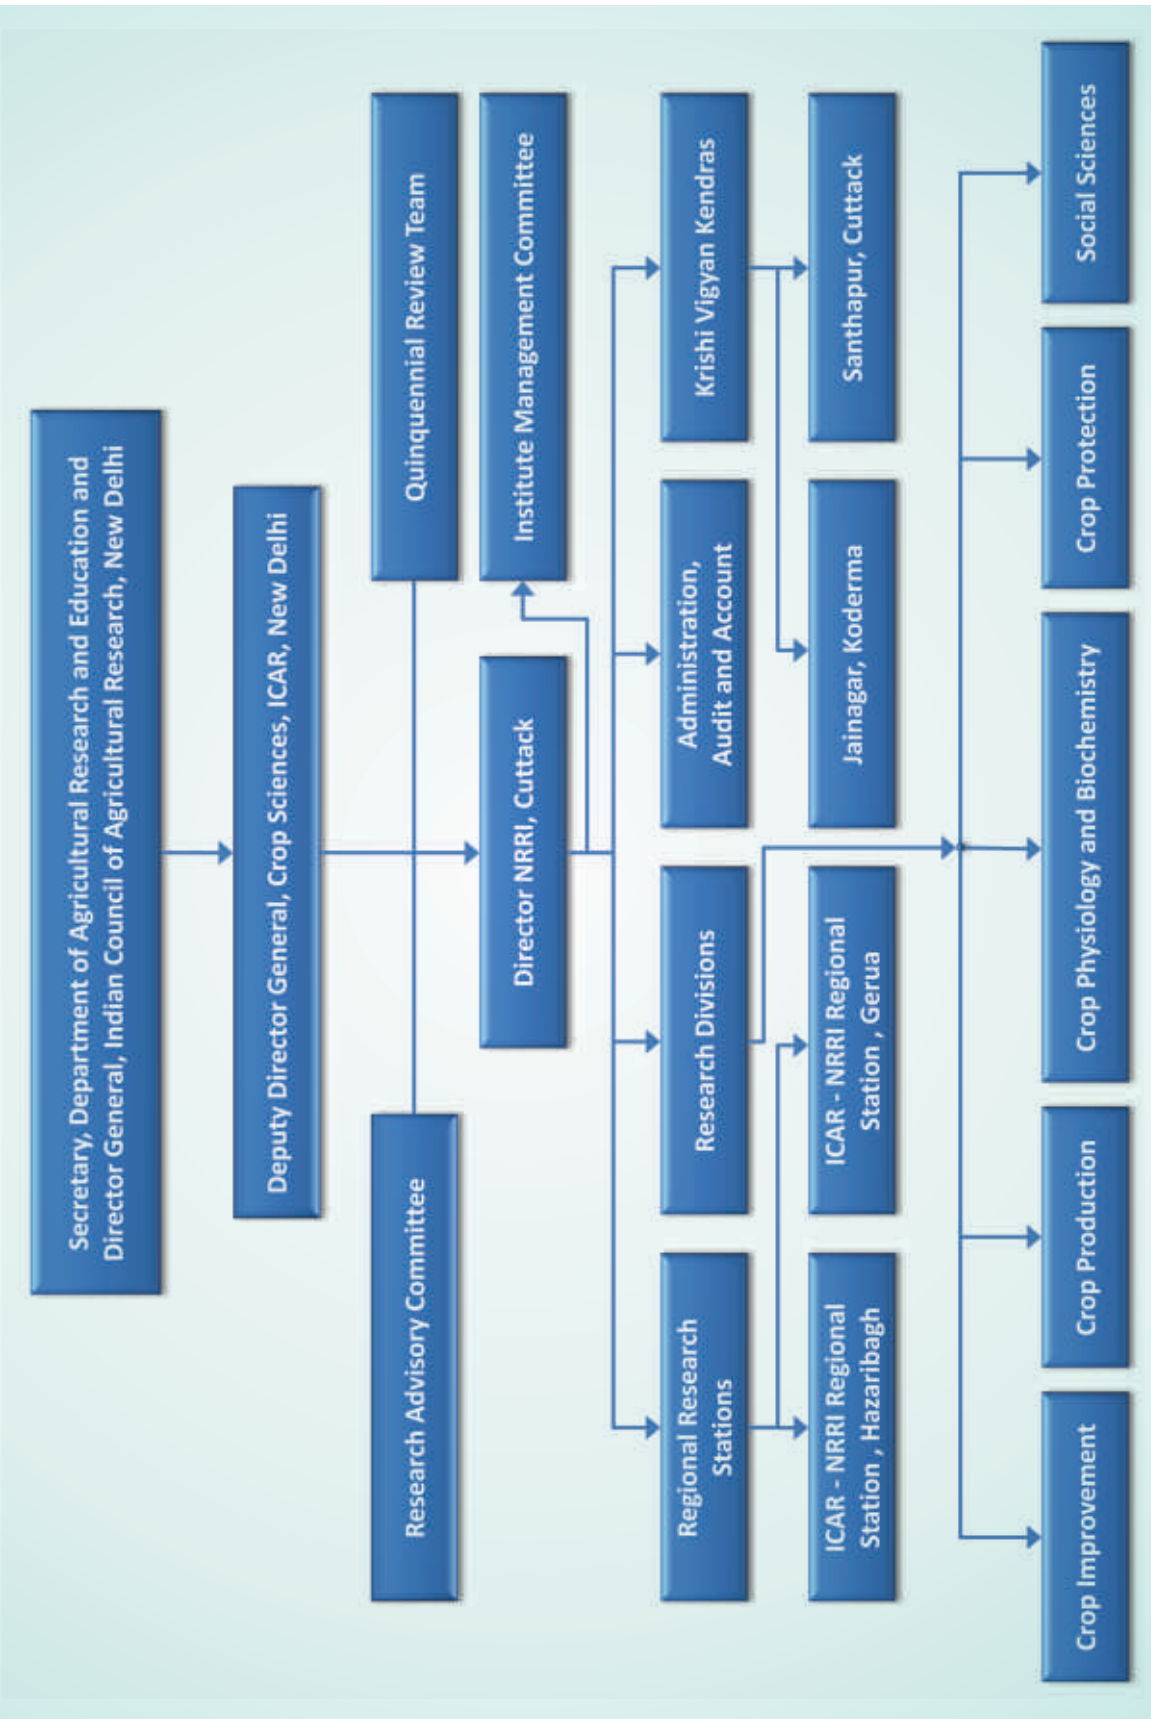 Secretary, Department of Agricultural Research and Education and
Director General, Indian Council of Agricultural Research, New Delhi
Deputy Director General, Crop Sciences, ICAR, New Delhi
Research Advisory Committee
Quinquennial Review Team
Director NRRI, Cuttack
Institute Management Committee
Regional Research
Stations
Research Divisions
Administration,
Audit and Account
Krishi Vigyan Kendras
ICAR - NRRI Regional
Station , Hazaribagh
ICAR - NRRI Regional
Station , Gerua
Jainagar, Koderma
Santhapur, Cuttack
Crop Improvement
Crop Production
Crop Physiology and Biochemistry
Crop Protection
Social Sciences